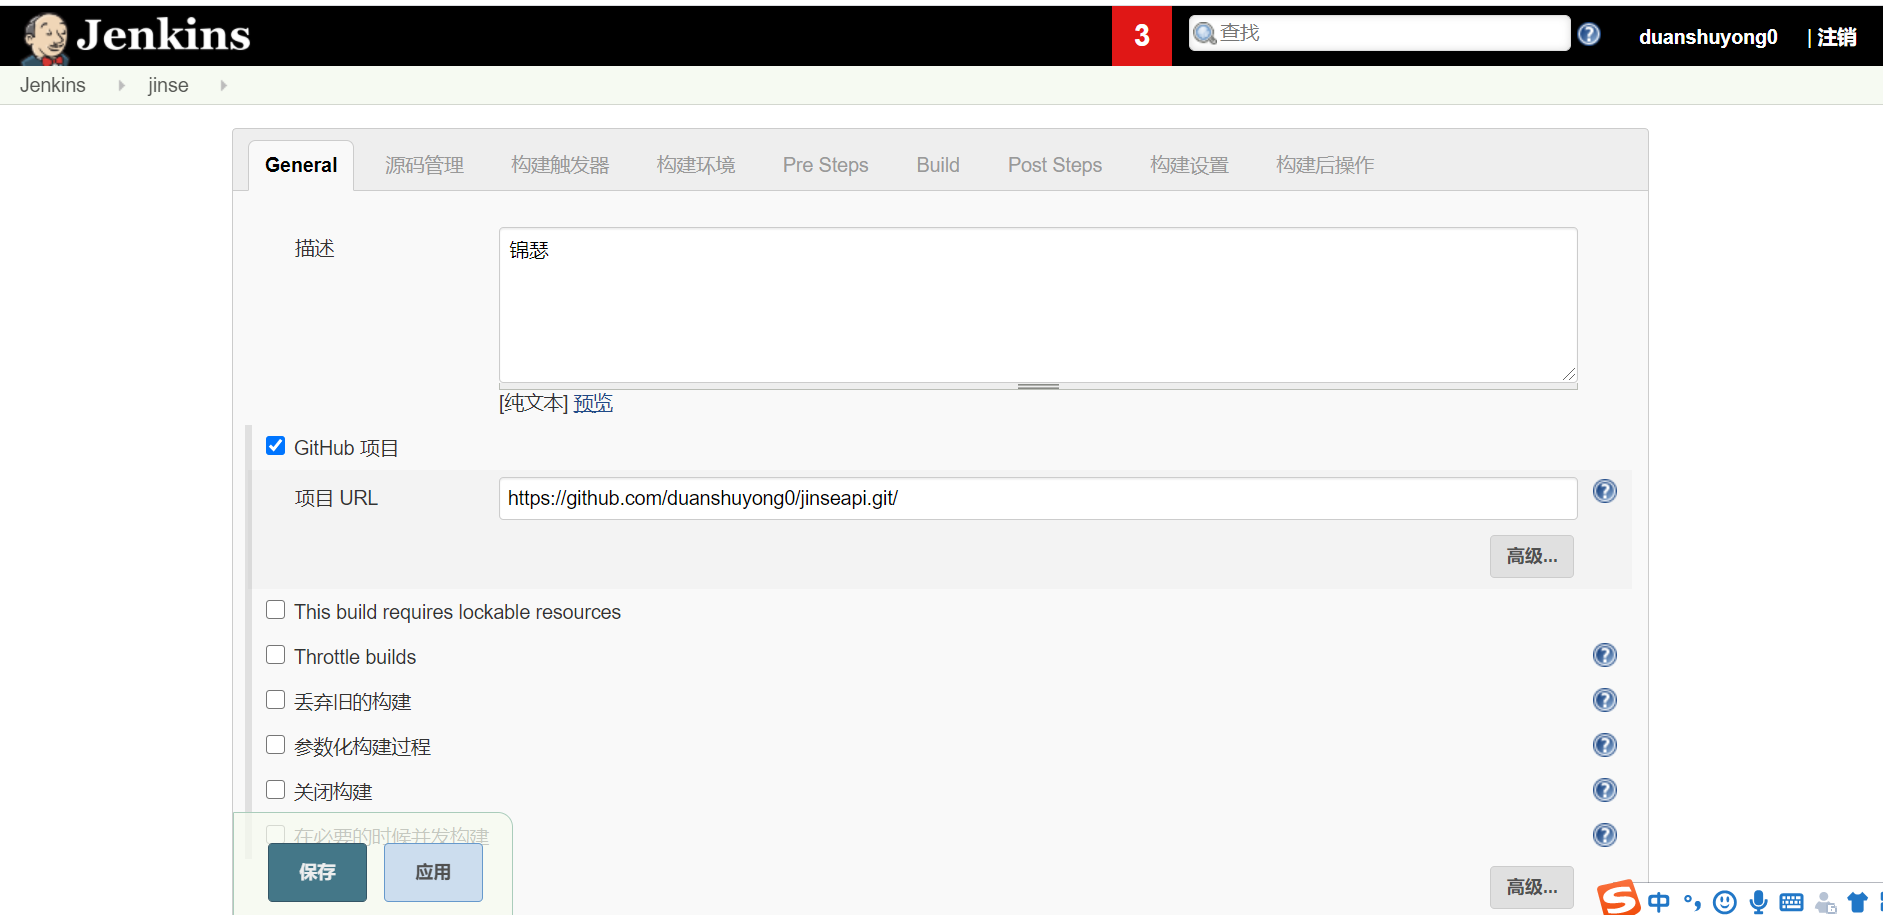 Jenkins
3
查找
duanshuyong0
| 注销
Jenkins
jinse
General
源码管理
构建触发器
构建环境
Pre Steps
Build
Post Steps
构建设置
构建后操作
描述
锦瑟
[纯文本] 预览
GitHub 项目
项目 URL
https://github.com/duanshuyong0/jinseapi.git/
高级...
This build requires lockable resources
Throttle builds
丢弃旧的构建
参数化构建过程
关闭构建
在必要的时候并发构建
保存
应用
高级...
中